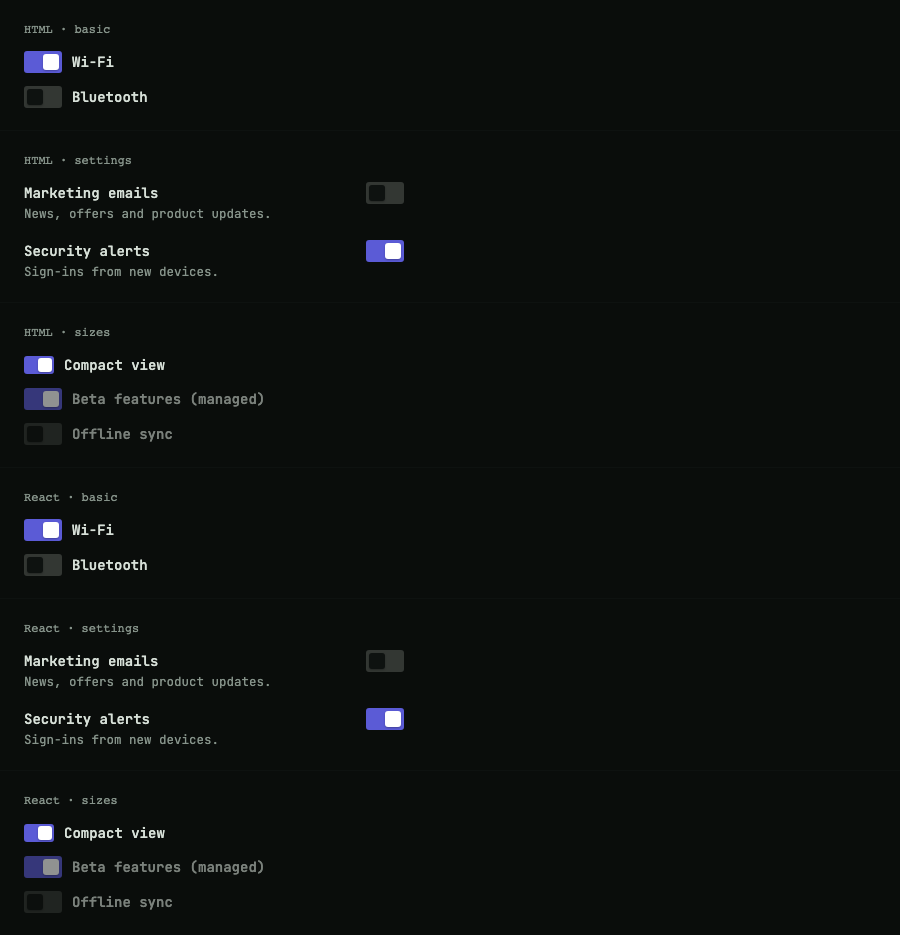 HTML · basic
Wi-Fi
Bluetooth
HTML · settings
Marketing emails
News, offers and product updates.
Security alerts
Sign-ins from new devices.
HTML · sizes
Compact view
Beta features (managed)
Offline sync
React · basic
Wi-Fi
Bluetooth
React · settings
Marketing emails
News, offers and product updates.
Security alerts
Sign-ins from new devices.
React · sizes
Compact view
Beta features (managed)
Offline sync